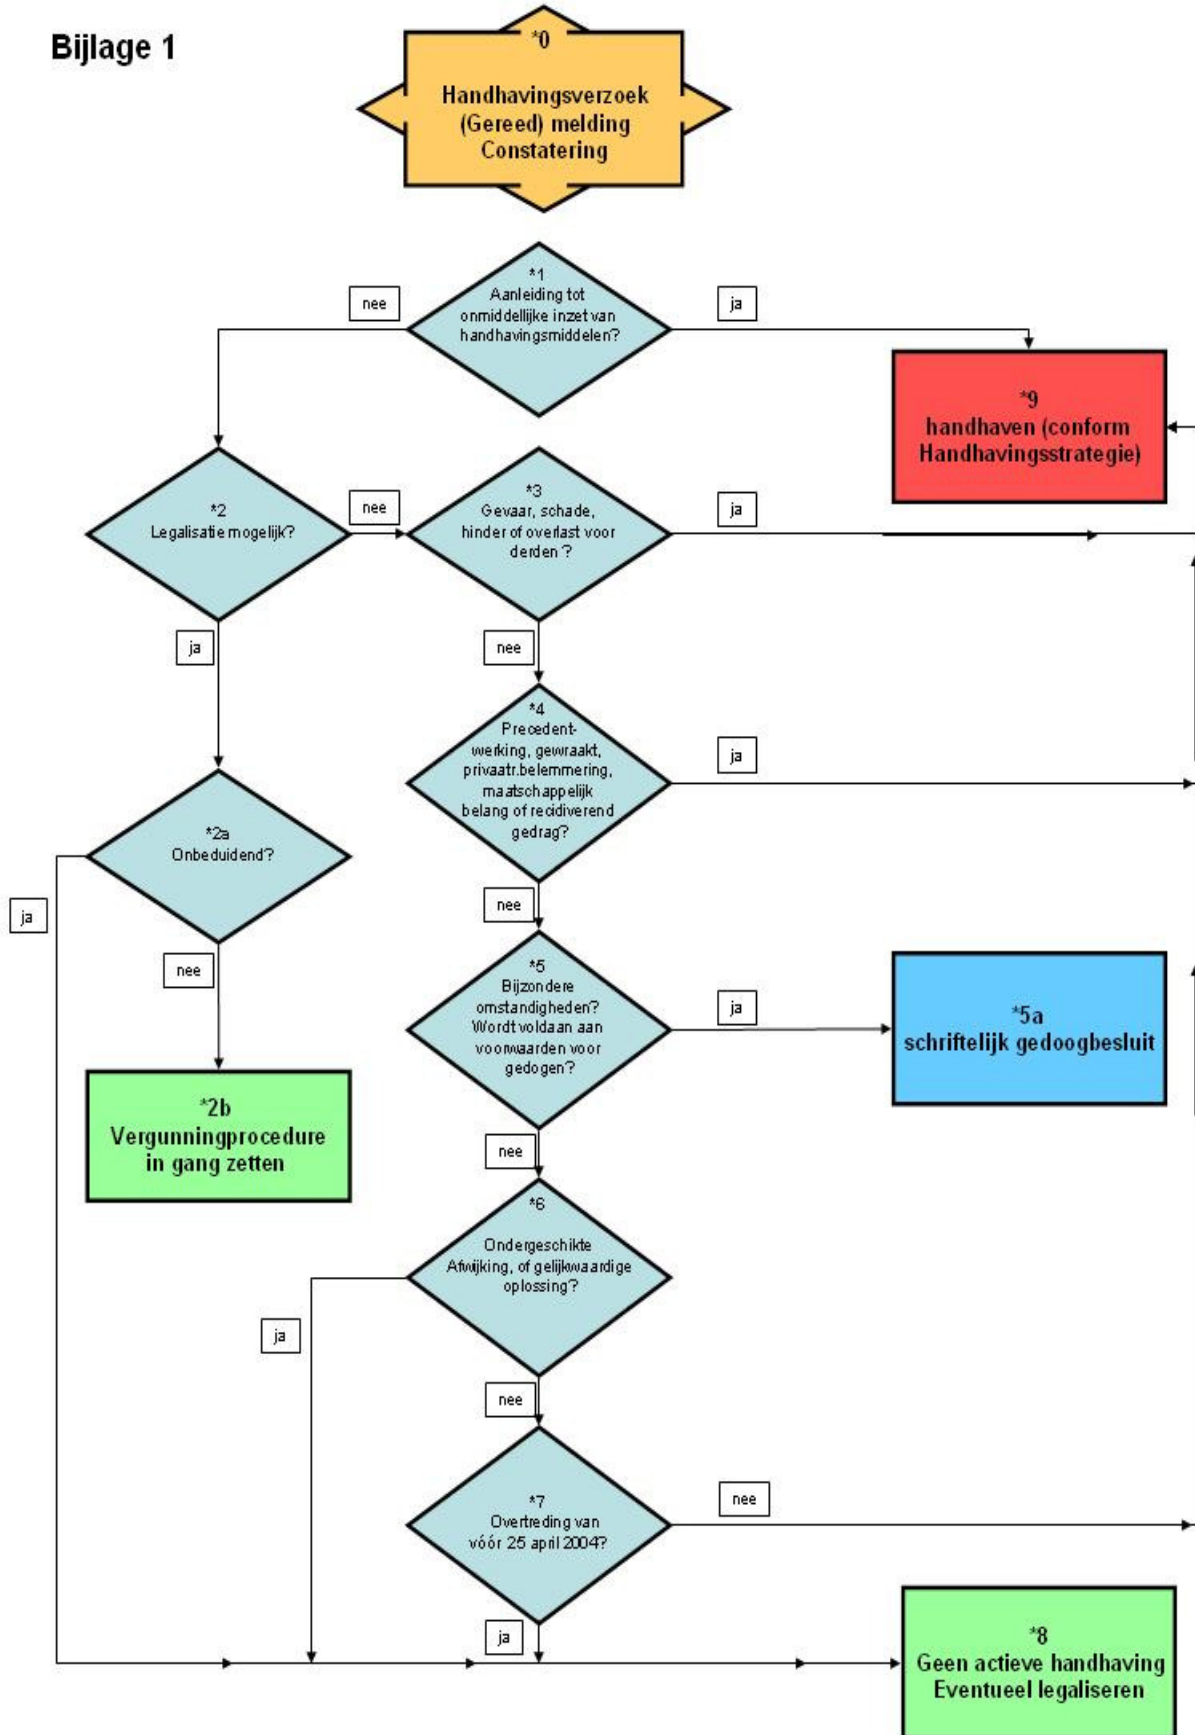 Bijlage 1
*0
Handhavingsverzoek
(Gereed) melding
Constatering
*1
Aanleiding tot
onmiddellijke inzet van
handhavingsmiddelen?
nee
ja
*9
handhaven (conform
Handhavingsstrategie)
*2
Legalisatie mogelijk?
nee
*3
Gevaar, schade,
hinder of overlast voor
derden ?
ja
ja
nee
*4
Precedent-
werking, gewraakt,
privaatr.belemmering,
maatschappelijk
belang of recidiverend
gedrag?
ja
*2a
Onbeduidend?
ja
nee
nee
*5
Bijzondere
omstandigheden?
Wordt voldaan aan
voorwaarden voor
gedogen?
ja
*5a
schriftelijk gedoogbesluit
*2b
Vergunningprocedure
in gang zetten
nee
*6
Ondergeschikte
Afwijking, of gelijkwaardige
oplossing?
ja
nee
*7
Overtreding van
vóór 25 april 2004?
nee
ja
*8
Geen actieve handhaving
Eventueel legaliseren